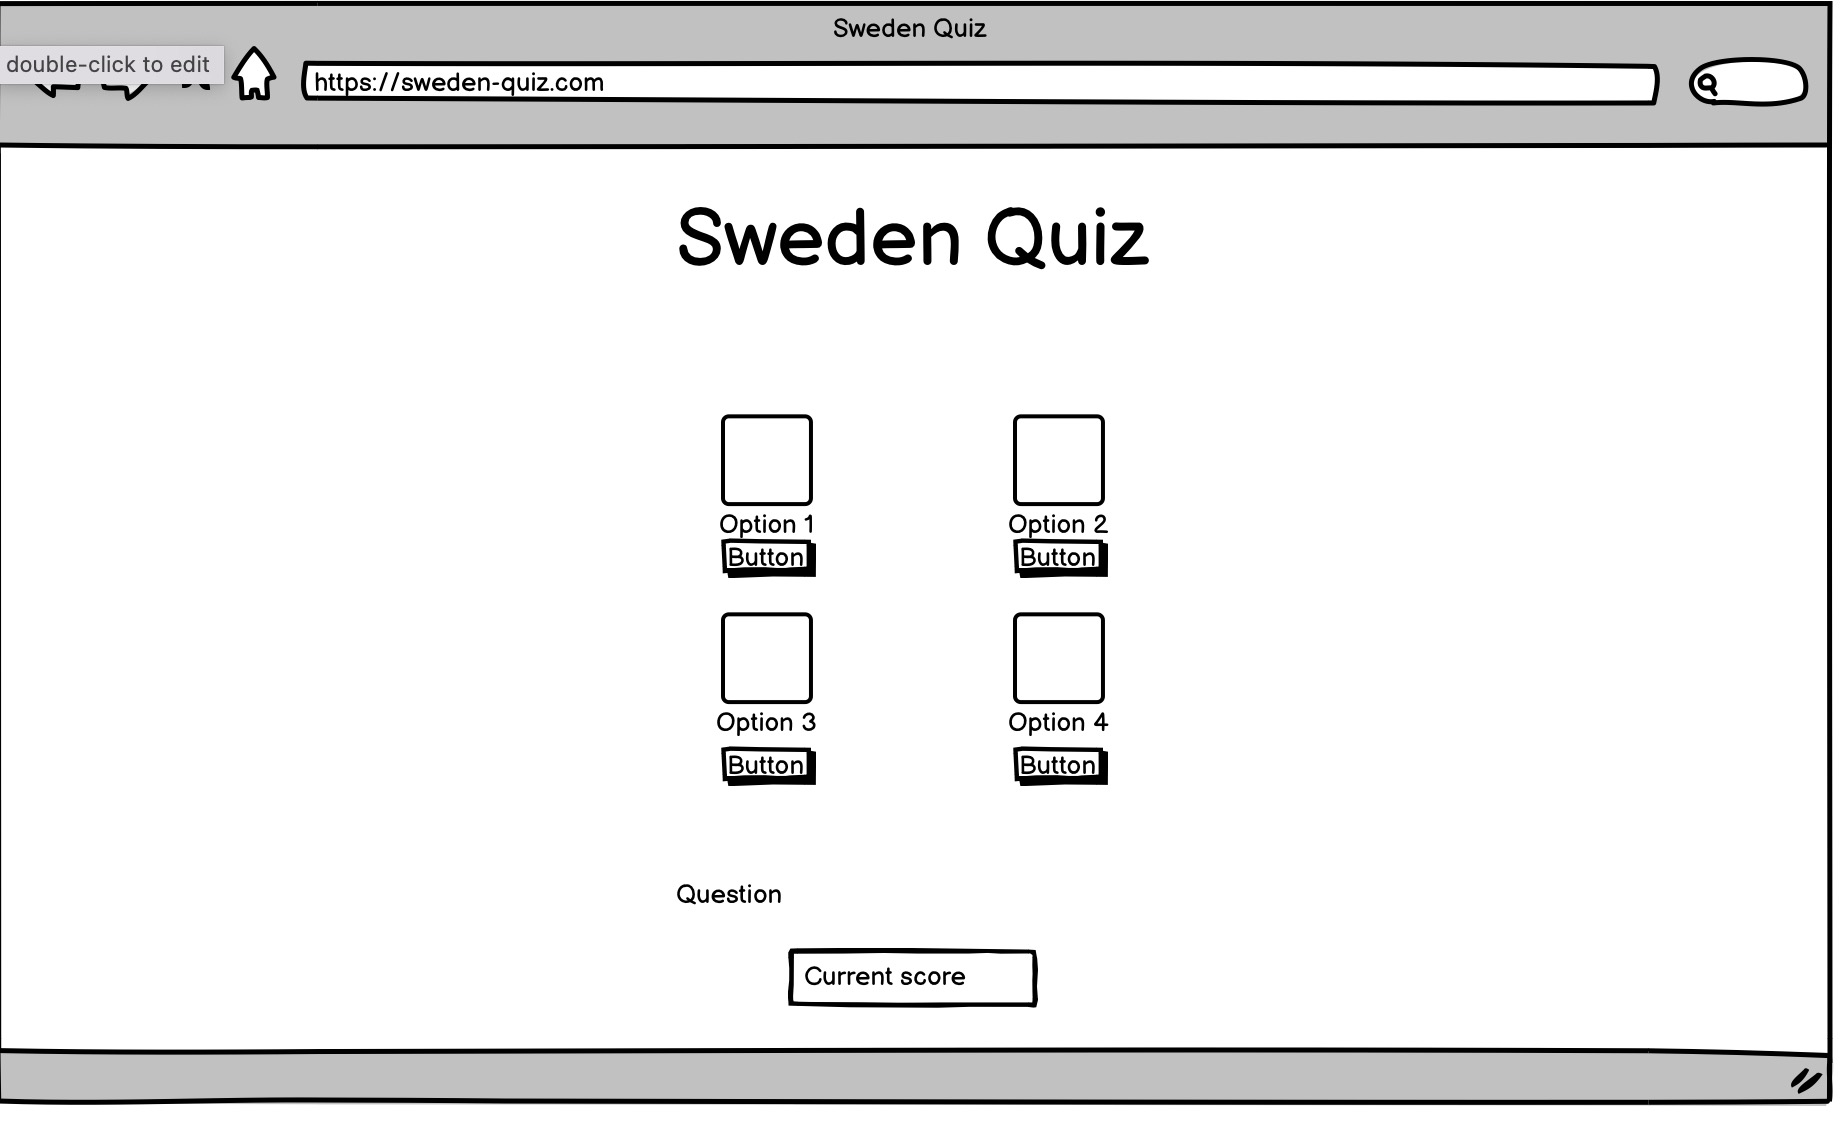 Sweden Quiz
double-click to edit
https://sweden-quiz.com
Sweden Quiz
Option 1
Option 2
Button
Button
Option 3
Option 4
Button
Button
Question
Current score